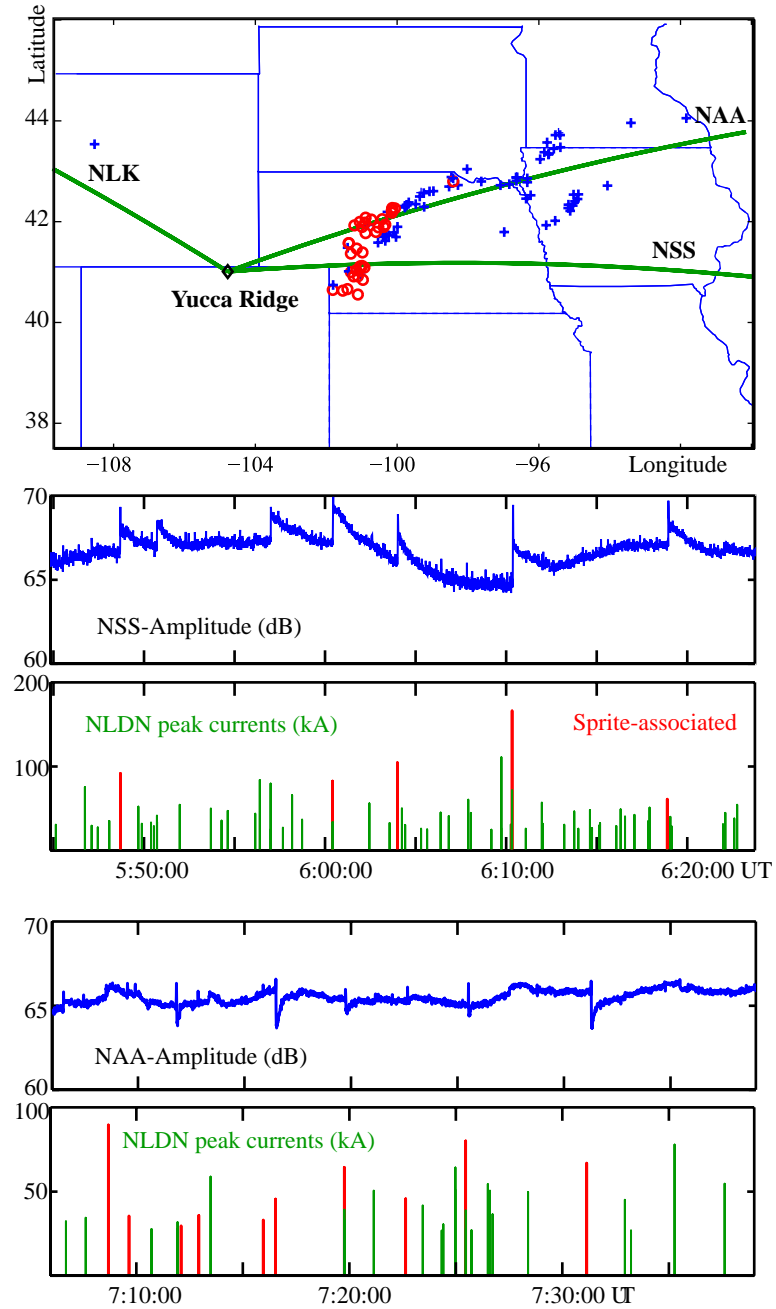 Latitude
44
42
40
38
NAA
NLK
NSS
Yucca Ridge
−108
−104
−100
−96
Longitude
70
65
60
NSS-Amplitude (dB)
200
100
NLDN peak currents (kA)
Sprite-associated
5:50:00
6:00:00
6:10:00
6:20:00 UT
70
65
60
NAA-Amplitude (dB)
100
50
NLDN peak currents (kA)
7:10:00
7:20:00
7:30:00 UT